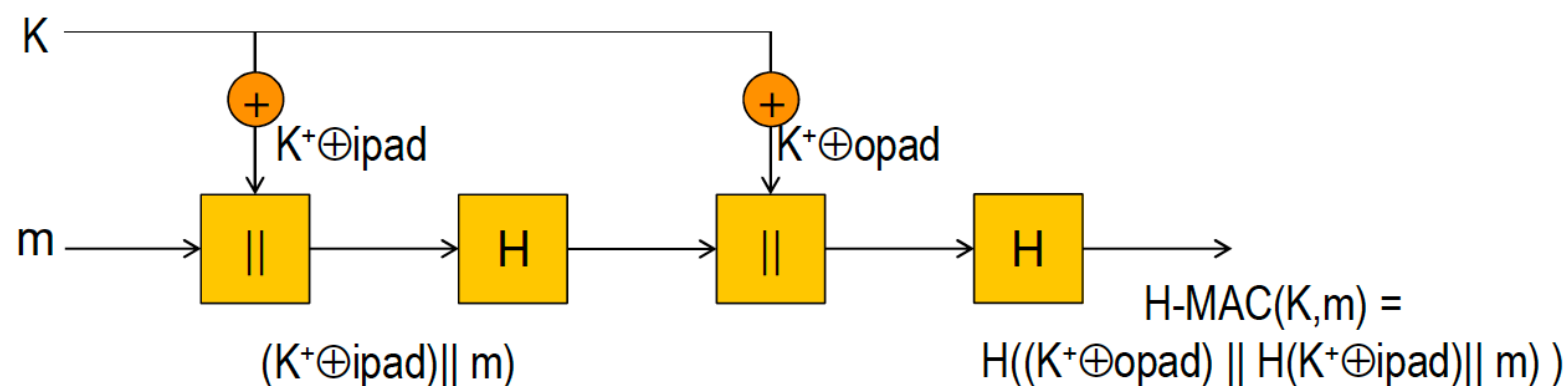 K
+
+
K⁺⊕ipad
K⁺⊕opad
m
||
H
||
H
H-MAC(K,m) =
(K⁺⊕ipad)|| m)
H((K⁺⊕opad) || H(K⁺⊕ipad)|| m) )